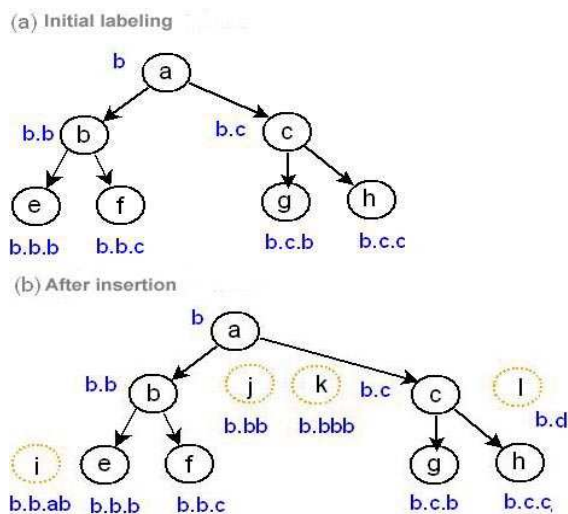 (a) Initial labeling
b
a
b.b
b
b.c
c
e
f
g
h
b.b.b
b.b.c
b.c.b
b.c.c
(b) After insertion
b
a
b.b
b
j
k
b.c
c
l
b.bb
b.bbb
b.d
i
e
f
g
h
b.b.ab
b.b.b
b.b.c
b.c.b
b.c.c